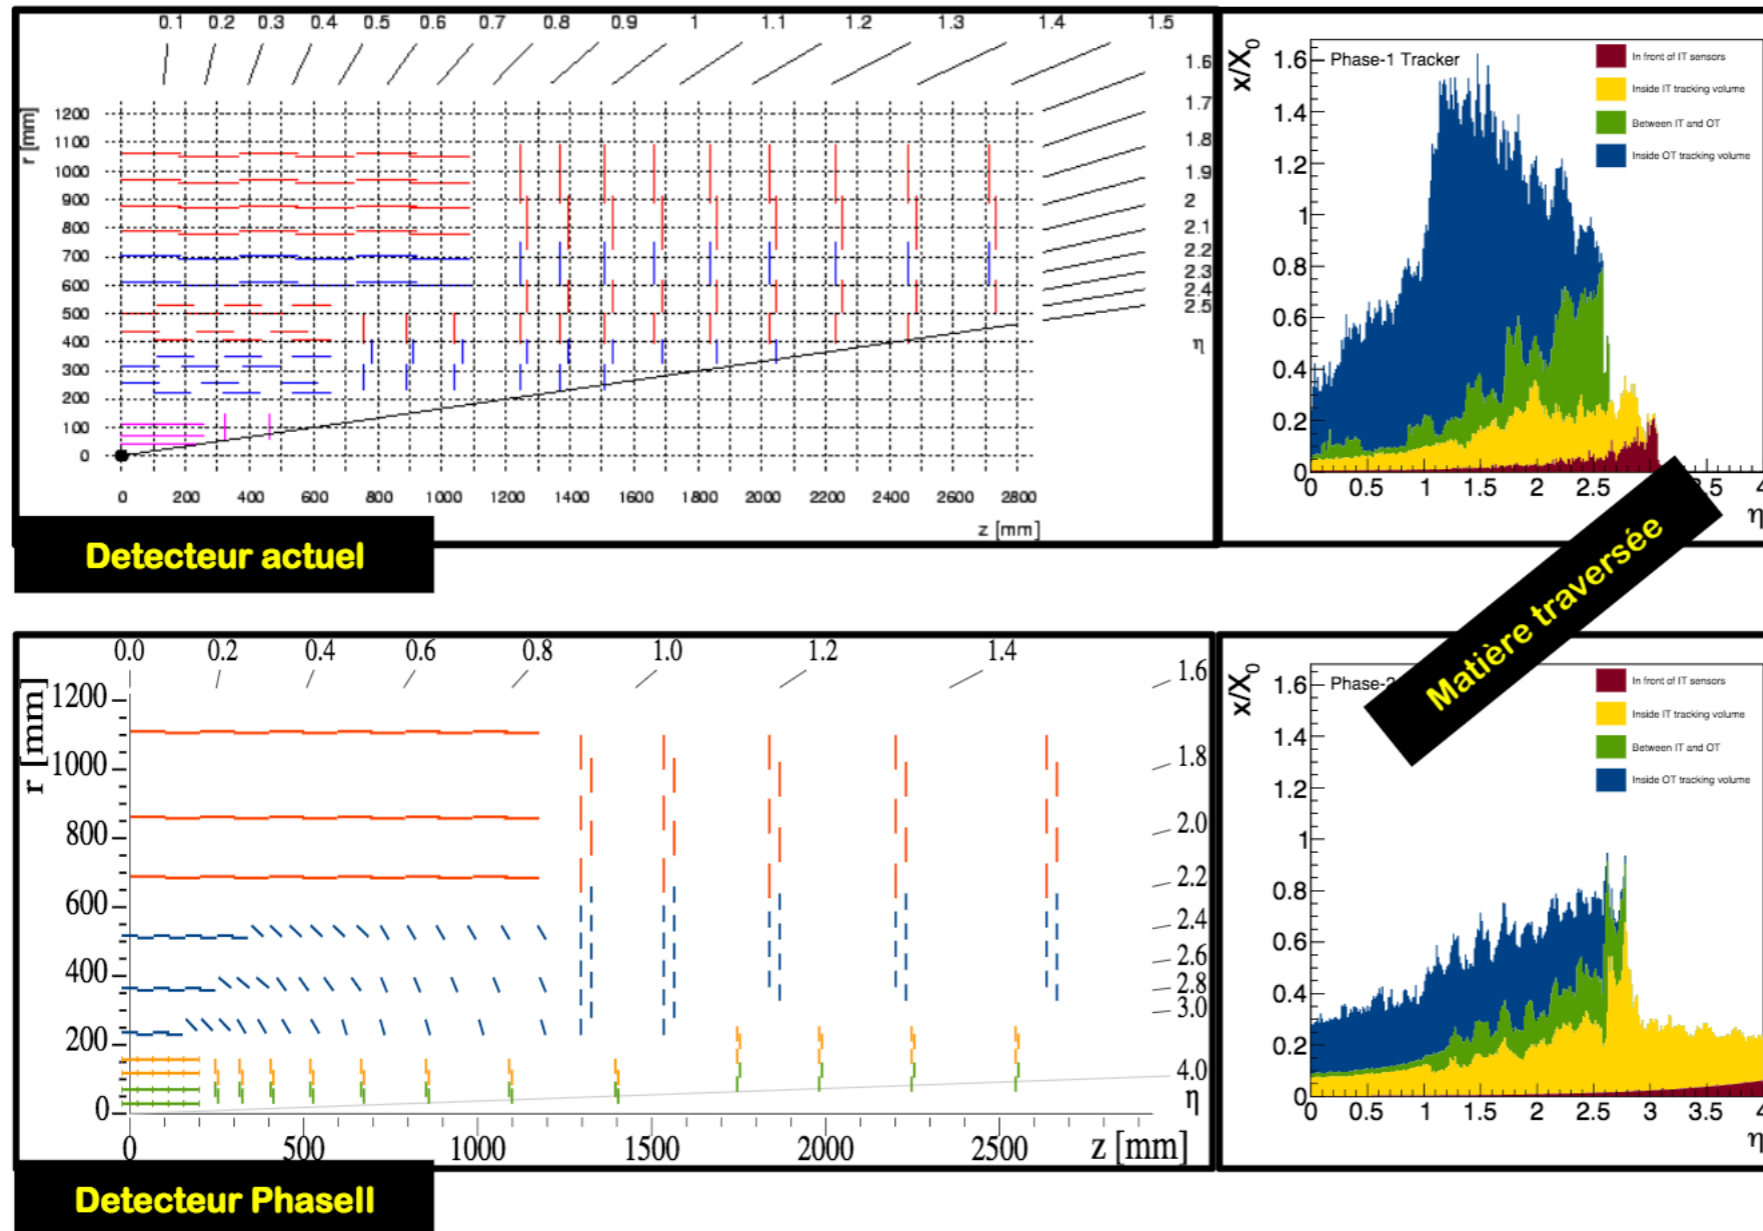 0.1 0.2 0.3 0.4 0.5 0.6 0.7 0.8 0.9 1 1.1 1.2 1.3 1.4 1.5
1.6
1.7
1.8
1.9
2
2.1
2.2
2.3
2.4
2.5
η
r [mm]
1200
1100
1000
900
800
700
600
500
400
300
200
100
0
0 200 400 600 800 1000 1200 1400 1600 1800 2000 2200 2400 2600 2800
z [mm]
Detecteur actuel
x/X0
Phase-1 Tracker
In front of IT sensors
Inside IT tracking volume
Between IT and OT
Inside OT tracking volume
1.6
1.4
1.2
1
0.8
0.6
0.4
0.2
0
0 0.5 1 1.5 2 2.5 3.5 4
η
Matière traversée
0.0 0.2 0.4 0.6 0.8 1.0 1.2 1.4
1.6
1.8
2.0
2.2
2.4
2.6
2.8
3.0
4.0
η
r [mm]
1200
1000
800
600
400
200
0
0 500 1000 1500 2000 2500 z [mm]
Detecteur PhaseII
x/X0
Phase-2
In front of IT sensors
Inside IT tracking volume
Between IT and OT
Inside OT tracking volume
1.6
1.4
1.2
1
0.8
0.6
0.4
0.2
0
0 0.5 1 1.5 2 2.5 3 3.5 4
η